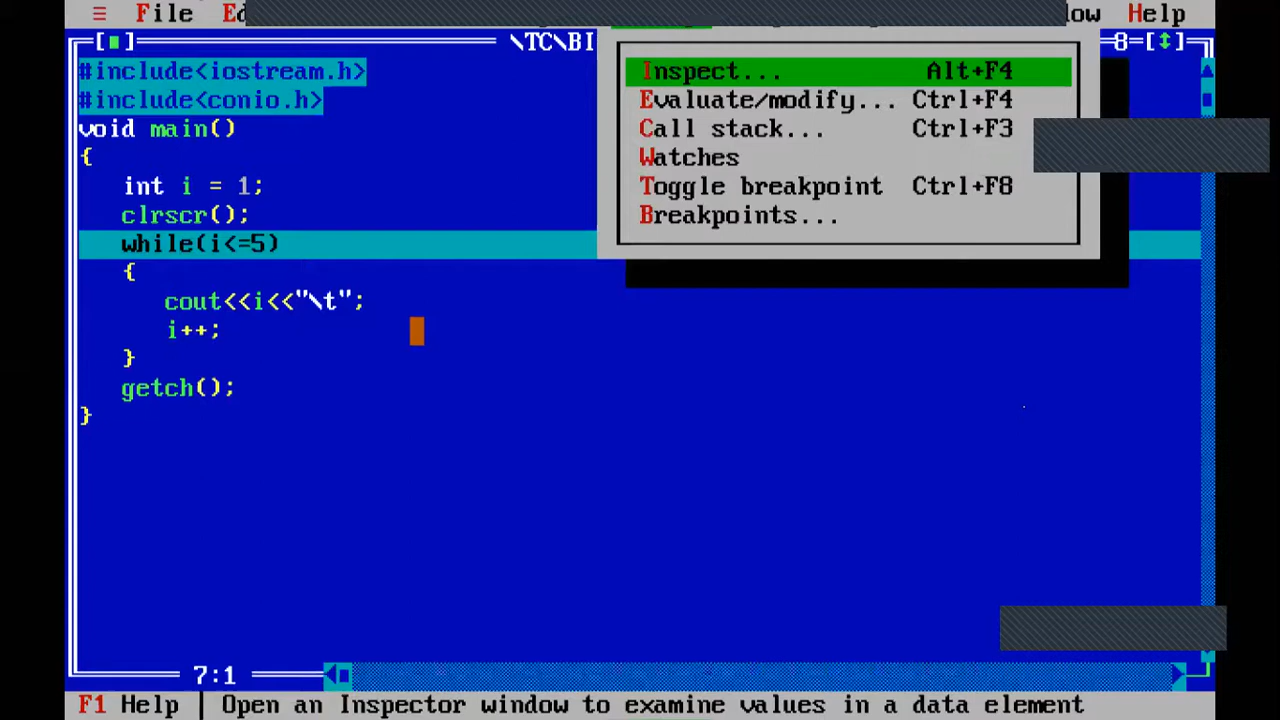 ≡ File
low Help
[■] \TC\BI 8=[↕]
#include<iostream.h>
#include<conio.h>
void main()
{
int i = 1;
clrscr();
while(i<=5)
{
cout<<i<<"\t";
i++;
}
getch();
}
Inspect... Alt+F4
Evaluate/modify... Ctrl+F4
Call stack... Ctrl+F3
Watches
Toggle breakpoint Ctrl+F8
Breakpoints...
7:1
F1 Help Open an Inspector window to examine values in a data element